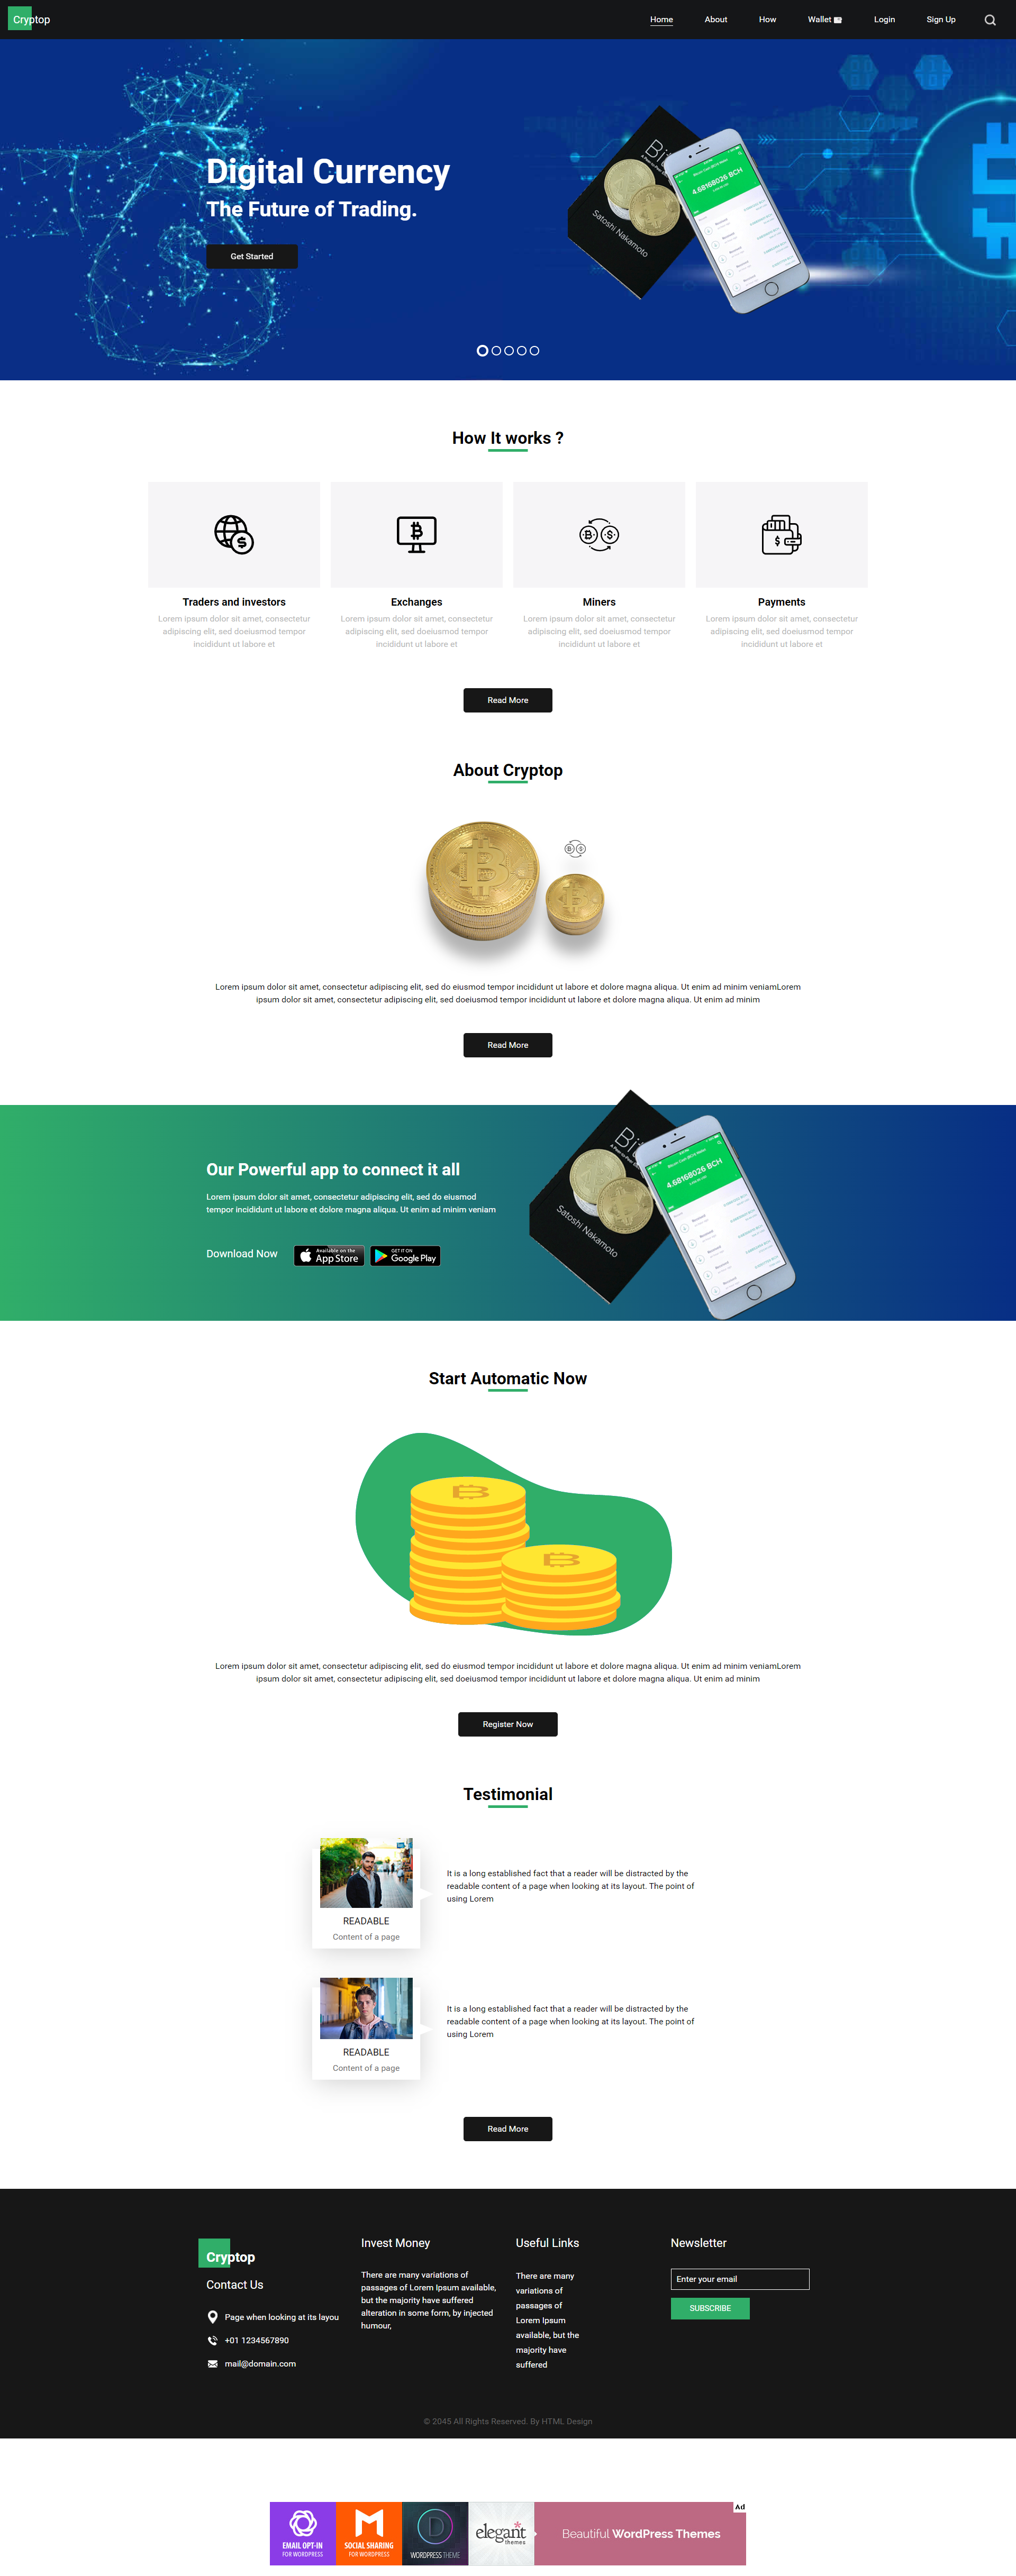 Cryptop
Home About How Wallet Login Sign Up
Digital Currency
The Future of Trading.
Get Started
Satoshi Nakamoto
4.68168026 BCH
How It works ?
Traders and investors
Lorem ipsum dolor sit amet, consectetur
adipiscing elit, sed doeiusmod tempor
incididunt ut labore et
Exchanges
Lorem ipsum dolor sit amet, consectetur
adipiscing elit, sed doeiusmod tempor
incididunt ut labore et
Miners
Lorem ipsum dolor sit amet, consectetur
adipiscing elit, sed doeiusmod tempor
incididunt ut labore et
Payments
Lorem ipsum dolor sit amet, consectetur
adipiscing elit, sed doeiusmod tempor
incididunt ut labore et
Read More
About Cryptop
Lorem ipsum dolor sit amet, consectetur adipiscing elit, sed do eiusmod tempor incididunt ut labore et dolore magna aliqua. Ut enim ad minim veniamLorem
ipsum dolor sit amet, consectetur adipiscing elit, sed doeiusmod tempor incididunt ut labore et dolore magna aliqua. Ut enim ad minim
Read More
Our Powerful app to connect it all
Lorem ipsum dolor sit amet, consectetur adipiscing elit, sed do eiusmod
tempor incididunt ut labore et dolore magna aliqua. Ut enim ad minim veniam
Download Now
Available on the
App Store
GET IT ON
Google Play
Satoshi Nakamoto
4.68168026 BCH
Start Automatic Now
Lorem ipsum dolor sit amet, consectetur adipiscing elit, sed do eiusmod tempor incididunt ut labore et dolore magna aliqua. Ut enim ad minim veniamLorem
ipsum dolor sit amet, consectetur adipiscing elit, sed doeiusmod tempor incididunt ut labore et dolore magna aliqua. Ut enim ad minim
Register Now
Testimonial
READABLE
Content of a page
It is a long established fact that a reader will be distracted by the
readable content of a page when looking at its layout. The point of
using Lorem
READABLE
Content of a page
It is a long established fact that a reader will be distracted by the
readable content of a page when looking at its layout. The point of
using Lorem
Read More
Cryptop
Contact Us
Page when looking at its layou
+01 1234567890
mail@domain.com
Invest Money
There are many variations of
passages of Lorem Ipsum available,
but the majority have suffered
alteration in some form, by injected
humour,
Useful Links
There are many
variations of
passages of
Lorem Ipsum
available, but the
majority have
suffered
Newsletter
Enter your email
SUBSCRIBE
© 2045 All Rights Reserved. By HTML Design
EMAIL OPT-IN
FOR WORDPRESS
SOCIAL SHARING
FOR WORDPRESS
D
WORDPRESS THEME
elegant
themes
Beautiful WordPress Themes
Ad